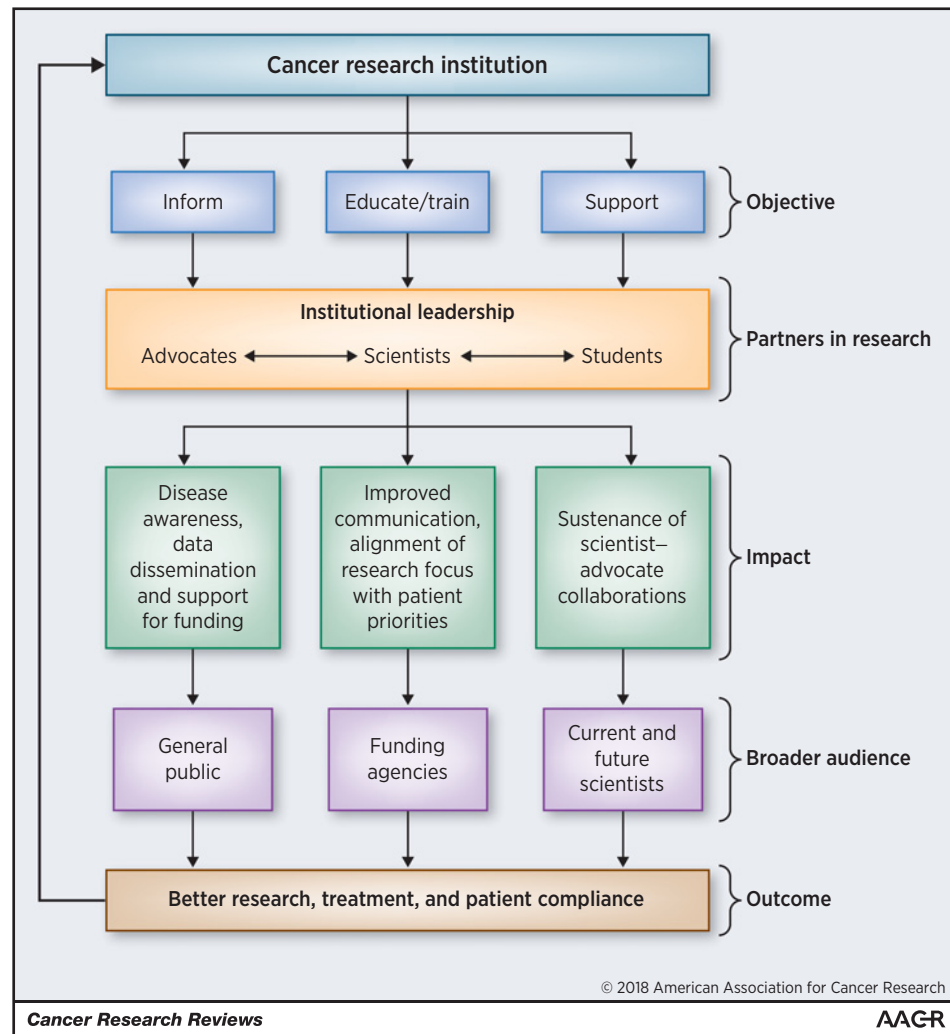 Cancer research institution
Inform
Educate/train
Support
Objective
Institutional leadership
Advocates
Scientists
Students
Partners in research
Disease
awareness,
data
dissemination
and support
for funding
Improved
communication,
alignment of
research focus
with patient
priorities
Sustenance of
scientist–
advocate
collaborations
Impact
General
public
Funding
agencies
Current and
future
scientists
Broader audience
Better research, treatment, and patient compliance
Outcome
© 2018 American Association for Cancer Research
Cancer Research Reviews
AACR